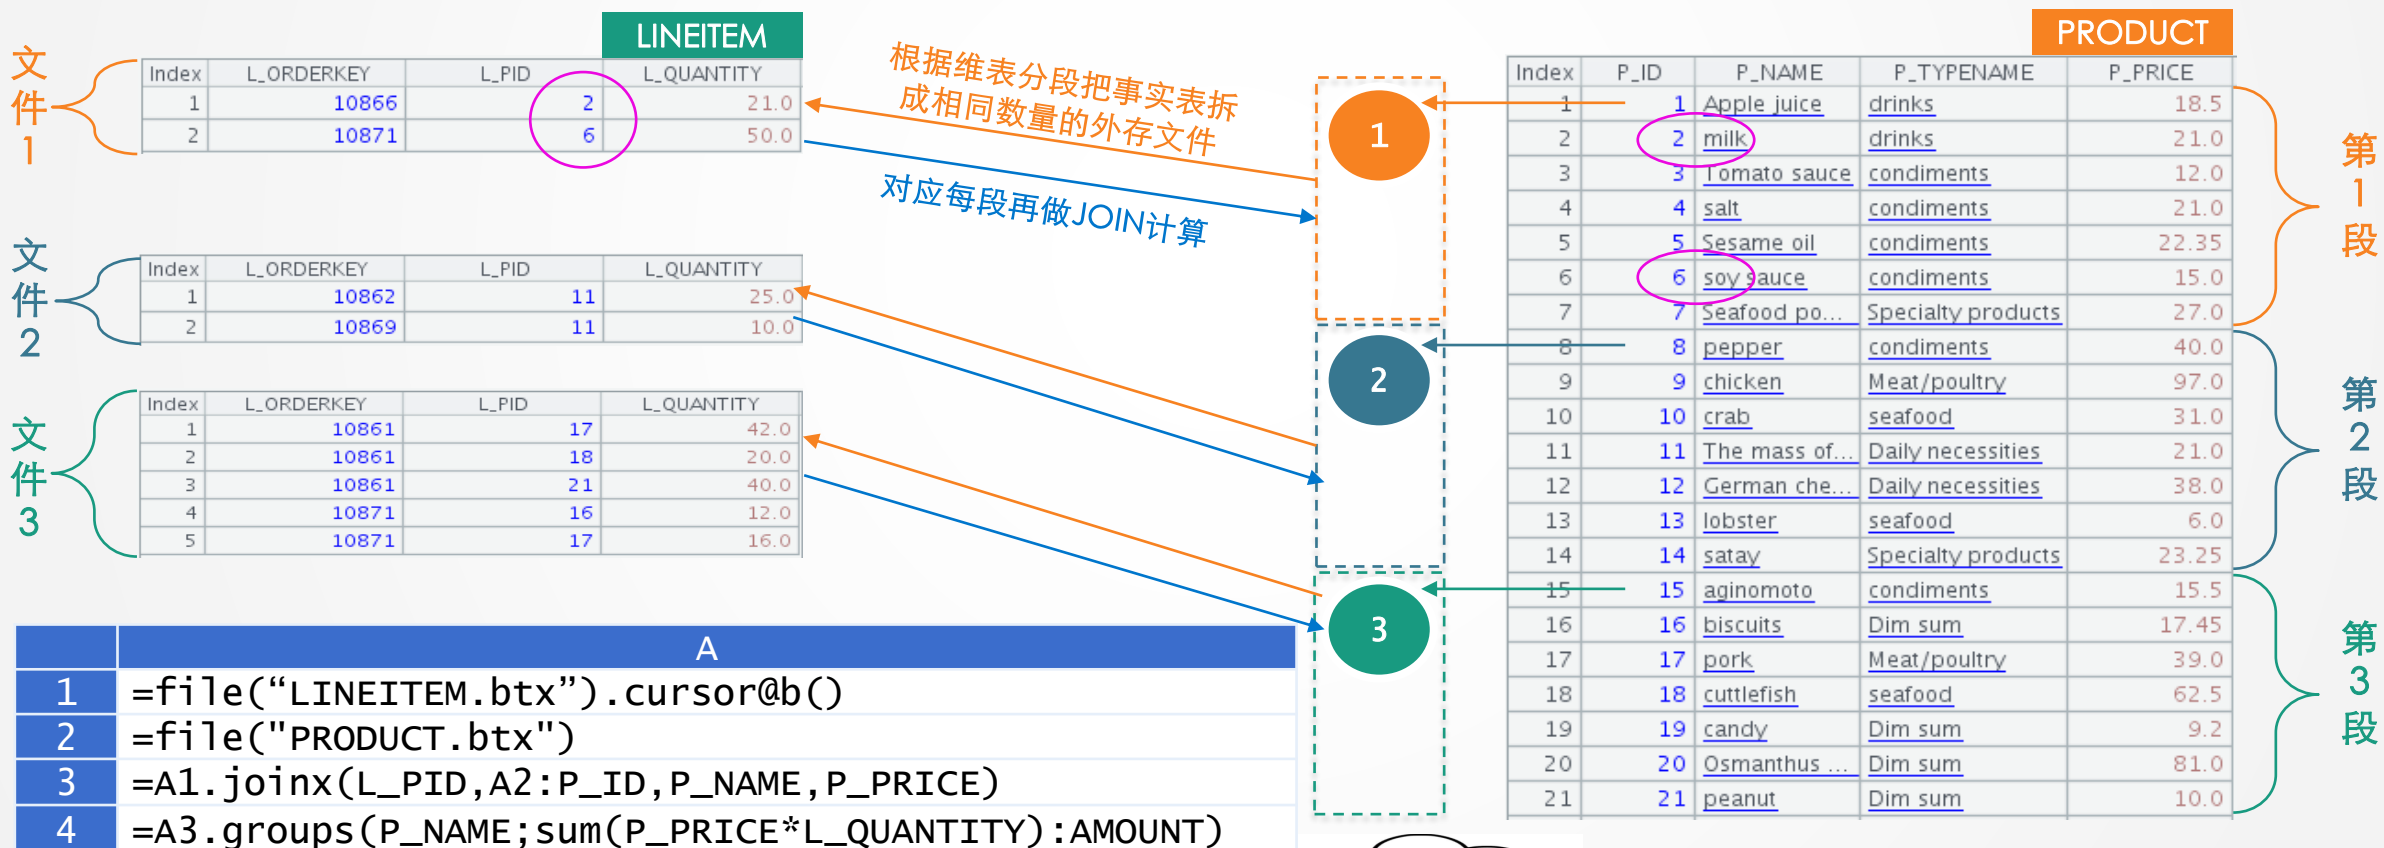 LINEITEM
文件1
Index L_ORDERKEY L_PID L_QUANTITY
1 10866 2 21.0
2 10871 6 50.0
文件2
Index L_ORDERKEY L_PID L_QUANTITY
1 10862 11 25.0
2 10869 11 10.0
文件3
Index L_ORDERKEY L_PID L_QUANTITY
1 10861 17 42.0
2 10861 18 20.0
3 10861 21 40.0
4 10871 16 12.0
5 10871 17 16.0
根据维表分段把事实表拆
成相同数量的外存文件
对应每段再做JOIN计算
1
2
3
PRODUCT
Index P_ID P_NAME P_TYPENAME P_PRICE
1 1 Apple juice drinks 18.5
2 2 milk drinks 21.0
3 3 Tomato sauce condiments 12.0
4 4 salt condiments 21.0
5 5 Sesame oil condiments 22.35
6 6 soy sauce condiments 15.0
7 7 Seafood po... Specialty products 27.0
8 8 pepper condiments 40.0
9 9 chicken Meat/poultry 97.0
10 10 crab seafood 31.0
11 11 The mass of... Daily necessities 21.0
12 12 German che... Daily necessities 38.0
13 13 lobster seafood 6.0
14 14 satay Specialty products 23.25
15 15 aginomoto condiments 15.5
16 16 biscuits Dim sum 17.45
17 17 pork Meat/poultry 39.0
18 18 cuttlefish seafood 62.5
19 19 candy Dim sum 9.2
20 20 Osmanthus ... Dim sum 81.0
21 21 peanut Dim sum 10.0
第1段
第2段
第3段
A
1 =file(“LINEITEM.btx”).cursor@b()
2 =file("PRODUCT.btx")
3 =A1.joinx(L_PID,A2:P_ID,P_NAME,P_PRICE)
4 =A3.groups(P_NAME;sum(P_PRICE*L_QUANTITY):AMOUNT)